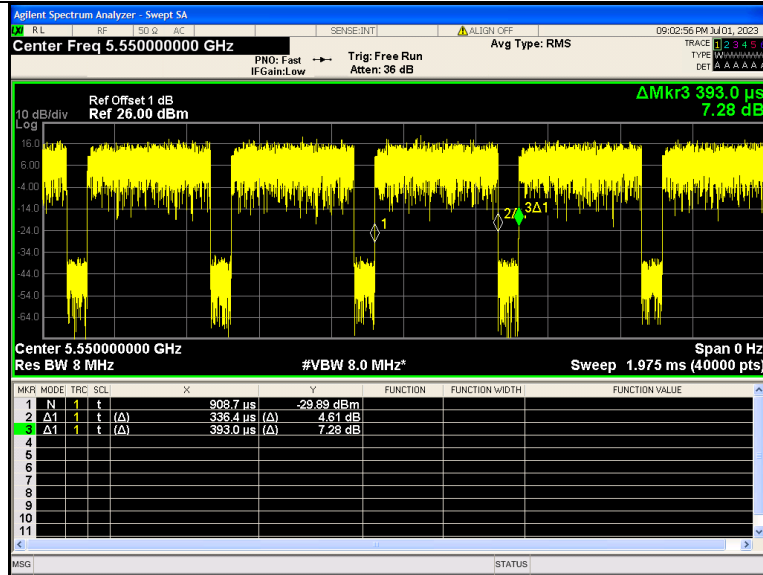 Agilent Spectrum Analyzer - Swept SA
LXI RL RF 50 Ω AC SENSE:INT ALIGN OFF 09:02:56 PM Jul 01, 2023
Center Freq 5.550000000 GHz
Avg Type: RMS
TRACE 1 2 3 4 5
PNO: Fast Trig: Free Run
TYPE
IFGain:Low Atten: 36 dB
DET A A A A A
ΔMkr3 393.0 µs
7.28 dB
Ref Offset 1 dB
10 dB/div Ref 26.00 dBm
Log
16.0
6.00
-4.00
-14.0
-24.0
-34.0
-44.0
-54.0
-64.0
1
2Δ
3Δ1
Center 5.550000000 GHz Span 0 Hz
Res BW 8 MHz #VBW 8.0 MHz* Sweep 1.975 ms (40000 pts)
MKR MODE TRC SCL X Y FUNCTION FUNCTION WIDTH FUNCTION VALUE
1 N 1 t 908.7 µs -29.89 dBm
2 Δ1 1 t (Δ) 336.4 µs (Δ) 4.61 dB
3 Δ1 1 t (Δ) 393.0 µs (Δ) 7.28 dB
4
5
6
7
8
9
10
11
MSG STATUS